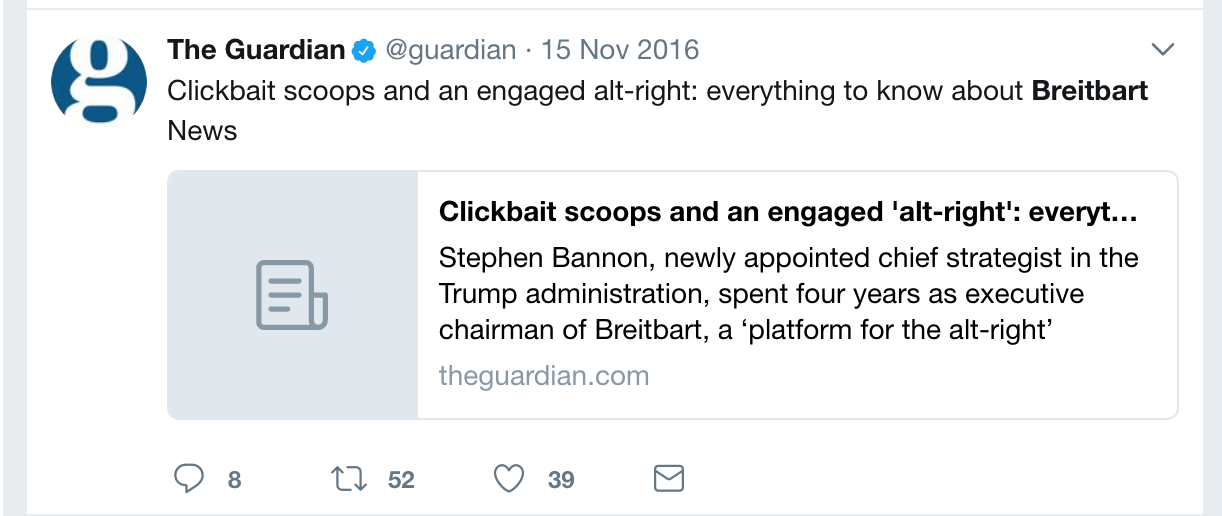 The Guardian @guardian · 15 Nov 2016
Clickbait scoops and an engaged alt-right: everything to know about Breitbart
News
Clickbait scoops and an engaged 'alt-right': everyt...
Stephen Bannon, newly appointed chief strategist in the
Trump administration, spent four years as executive
chairman of Breitbart, a ‘platform for the alt-right’
theguardian.com
8 52 39